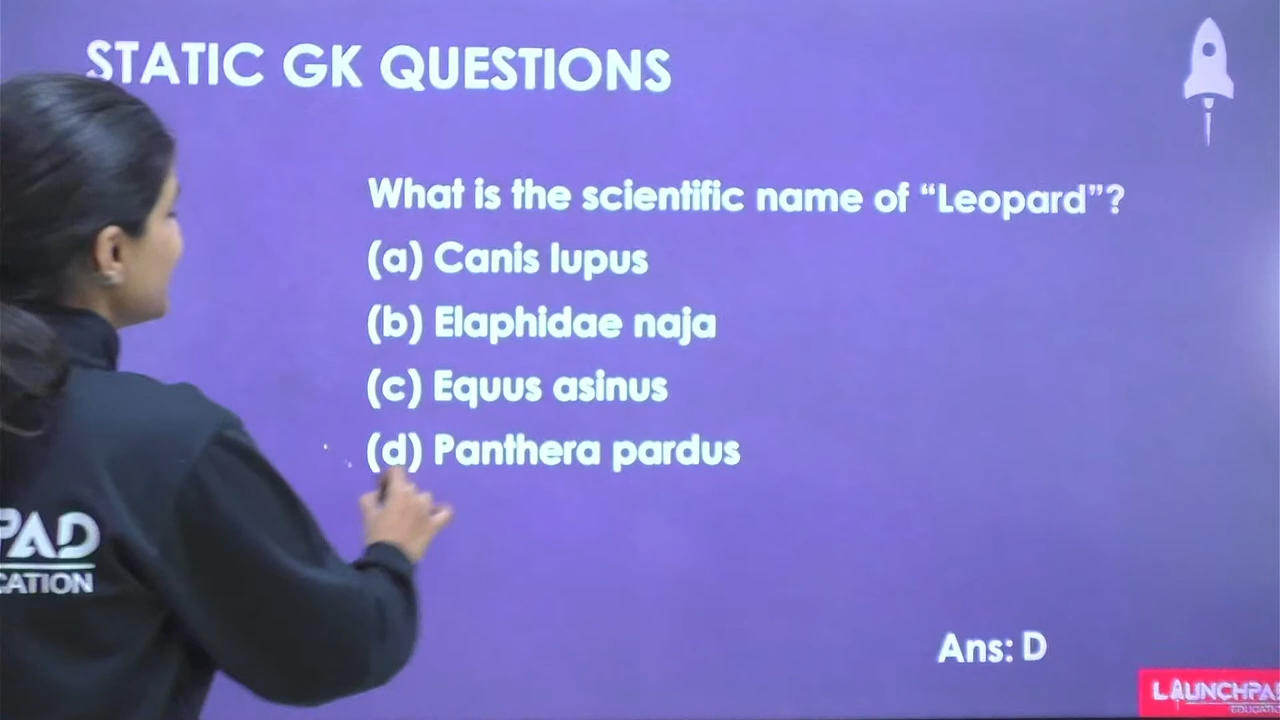 STATIC GK QUESTIONS
What is the scientific name of “Leopard”?
(a) Canis lupus
(b) Elaphidae naja
(c) Equus asinus
(d) Panthera pardus
PAD
CATION
Ans: D
LAUNCHPA
EDUCATIO